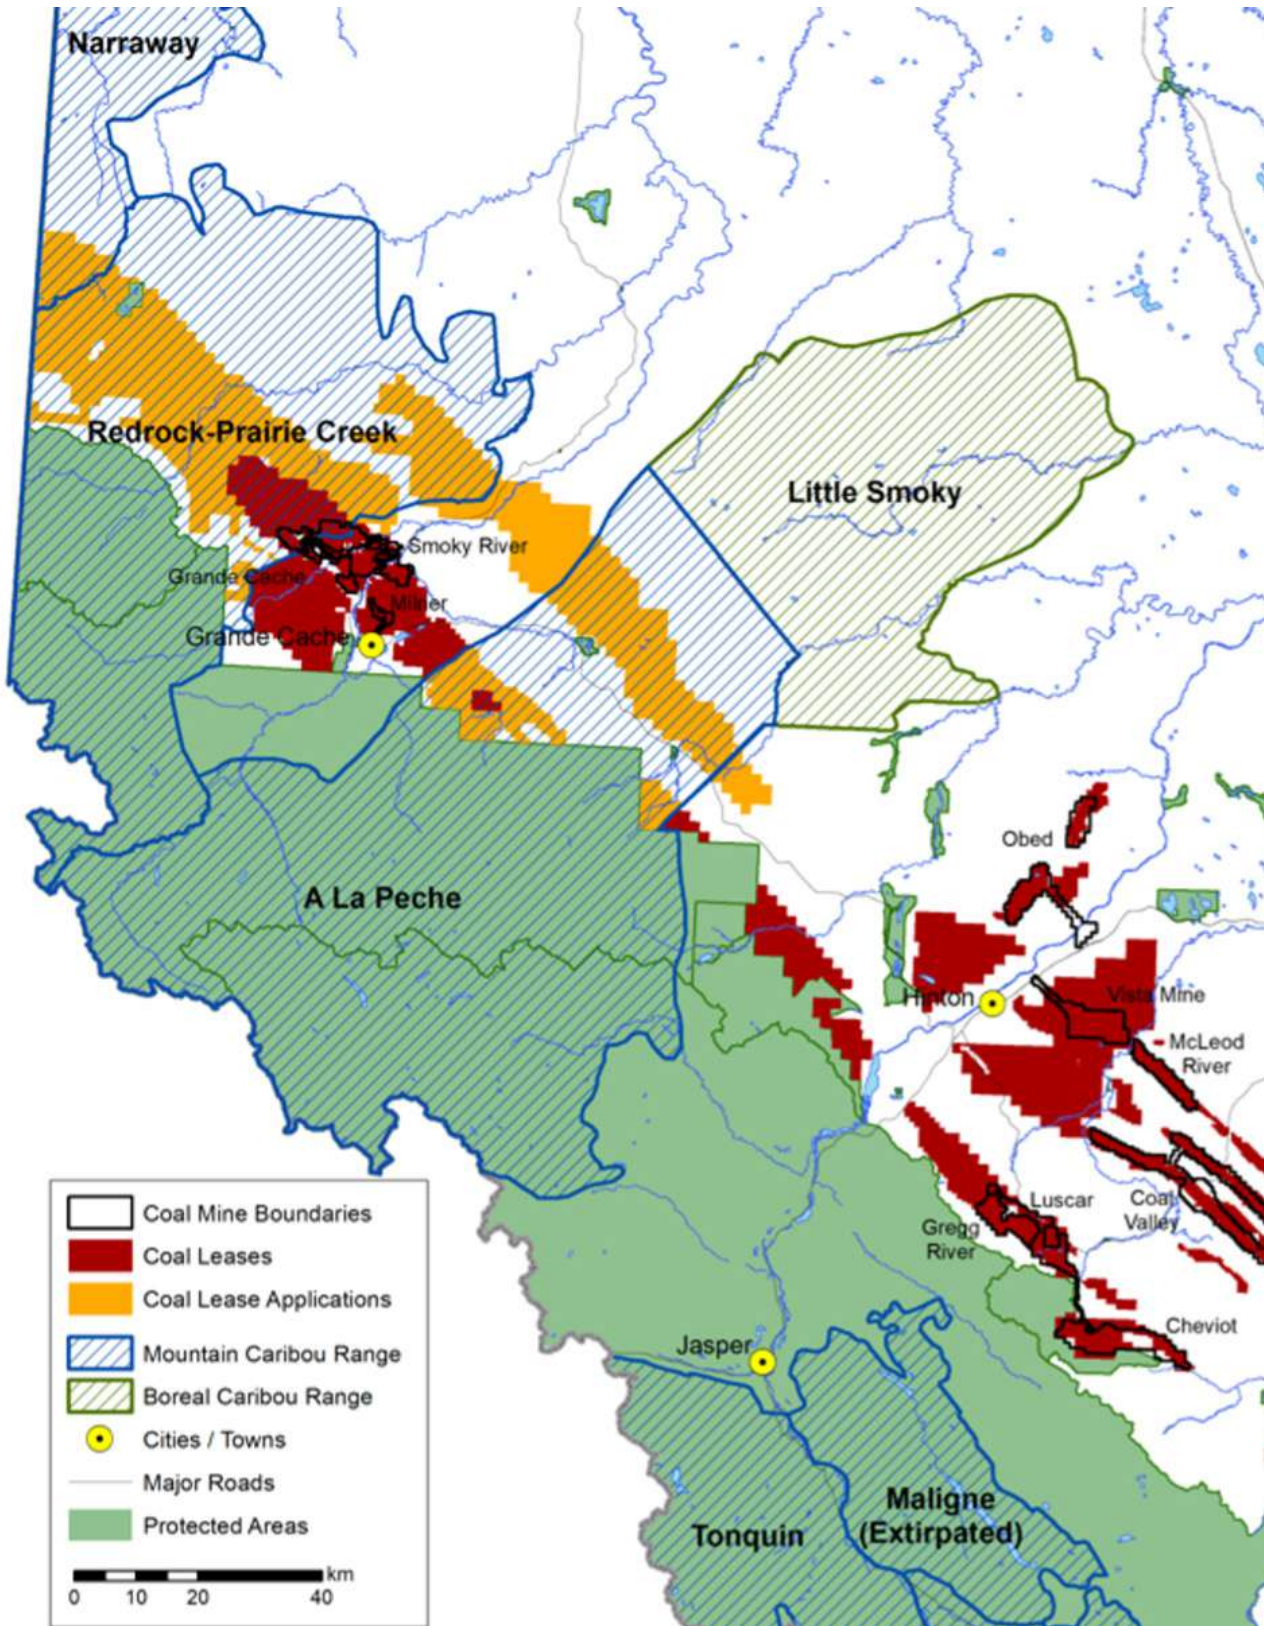 Narraway
Redrock-Prairie Creek
Little Smoky
Smoky River
Grande Cache
Milner
Grande Cache
Obed
A La Peche
Hinton
Vista Mine
McLeod
River
Luscar
Coal
Valley
Gregg
River
Cheviot
Jasper
Maligne
(Extirpated)
Tonquin
Coal Mine Boundaries
Coal Leases
Coal Lease Applications
Mountain Caribou Range
Boreal Caribou Range
Cities / Towns
Major Roads
Protected Areas
km
0 10 20 40